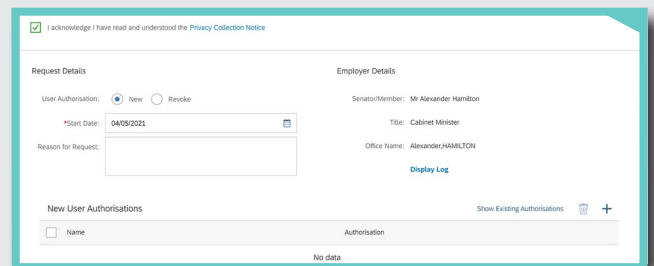 I acknowledge I have read and understood the Privacy Collection Notice
Request Details
Employer Details
User Authorisation: New Revoke
Senator/Member: Mr Alexander Hamilton
*Start Date: 04/05/2021
Title: Cabinet Minister
Reason for Request:
Office Name: Alexander,HAMILTON
Display Log
New User Authorisations
Show Existing Authorisations
Name
Authorisation
No data